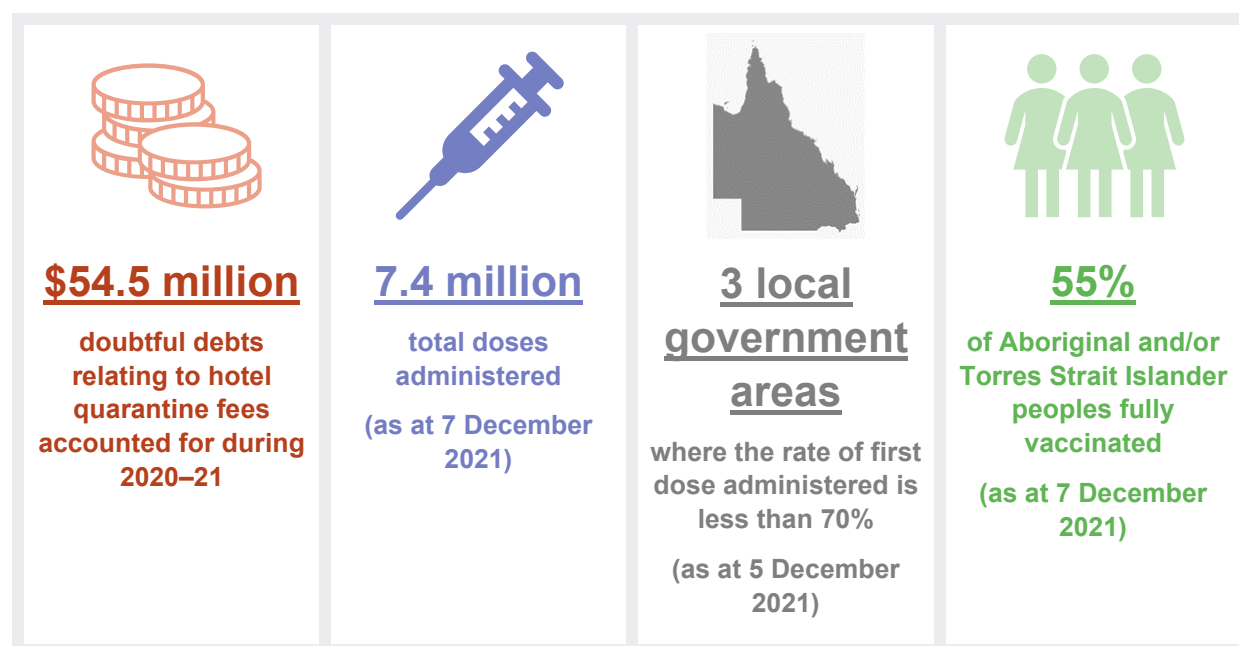 $54.5 million
doubtful debts
relating to hotel
quarantine fees
accounted for during
2020–21
7.4 million
total doses
administered
(as at 7 December
2021)
3 local
government
areas
where the rate of first
dose administered is
less than 70%
(as at 5 December
2021)
55%
of Aboriginal and/or
Torres Strait Islander
peoples fully
vaccinated
(as at 7 December
2021)